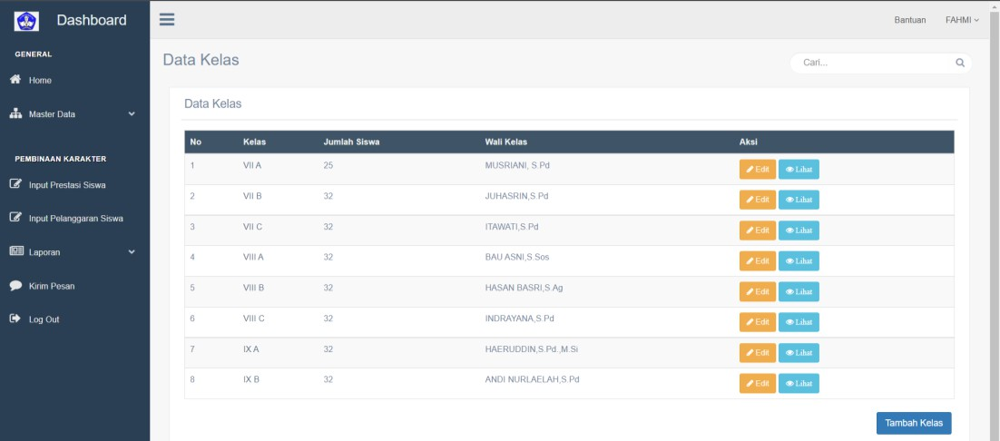 Dashboard
Bantuan FAHMI
GENERAL
Home
Master Data
PEMBINAAN KARAKTER
Input Prestasi Siswa
Input Pelanggaran Siswa
Laporan
Kirim Pesan
Log Out
Data Kelas
Cari...
Data Kelas
No Kelas Jumlah Siswa Wali Kelas Aksi
1 VII A 25 MUSRIANI, S.Pd Edit Lihat
2 VII B 32 JUHASRIN,S.Pd Edit Lihat
3 VII C 32 ITAWATI,S.Pd Edit Lihat
4 VIII A 32 BAU ASNI,S.Sos Edit Lihat
5 VIII B 32 HASAN BASRI,S.Ag Edit Lihat
6 VIII C 32 INDRAYANA,S.Pd Edit Lihat
7 IX A 32 HAERUDDIN,S.Pd.,M.Si Edit Lihat
8 IX B 32 ANDI NURLAELAH,S.Pd Edit Lihat
Tambah Kelas